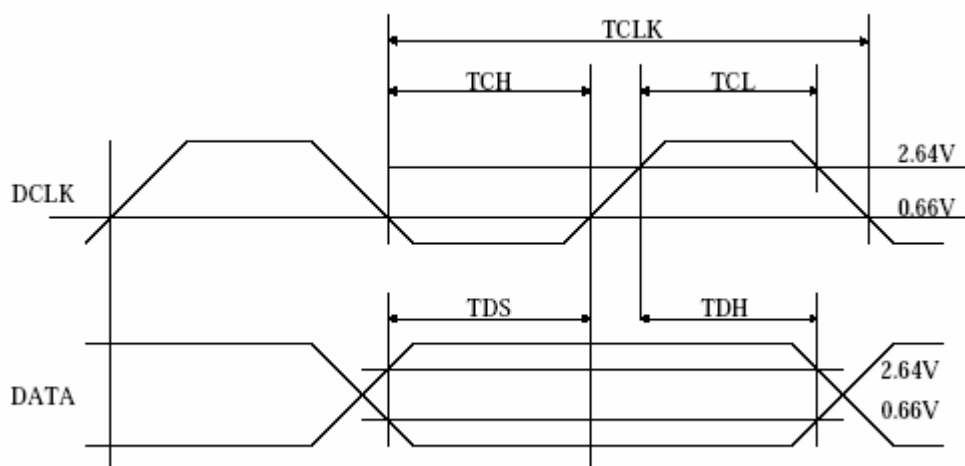 TCLK
TCH
TCL
2.64V
DCLK
0.66V
TDS
TDH
2.64V
DATA
0.66V